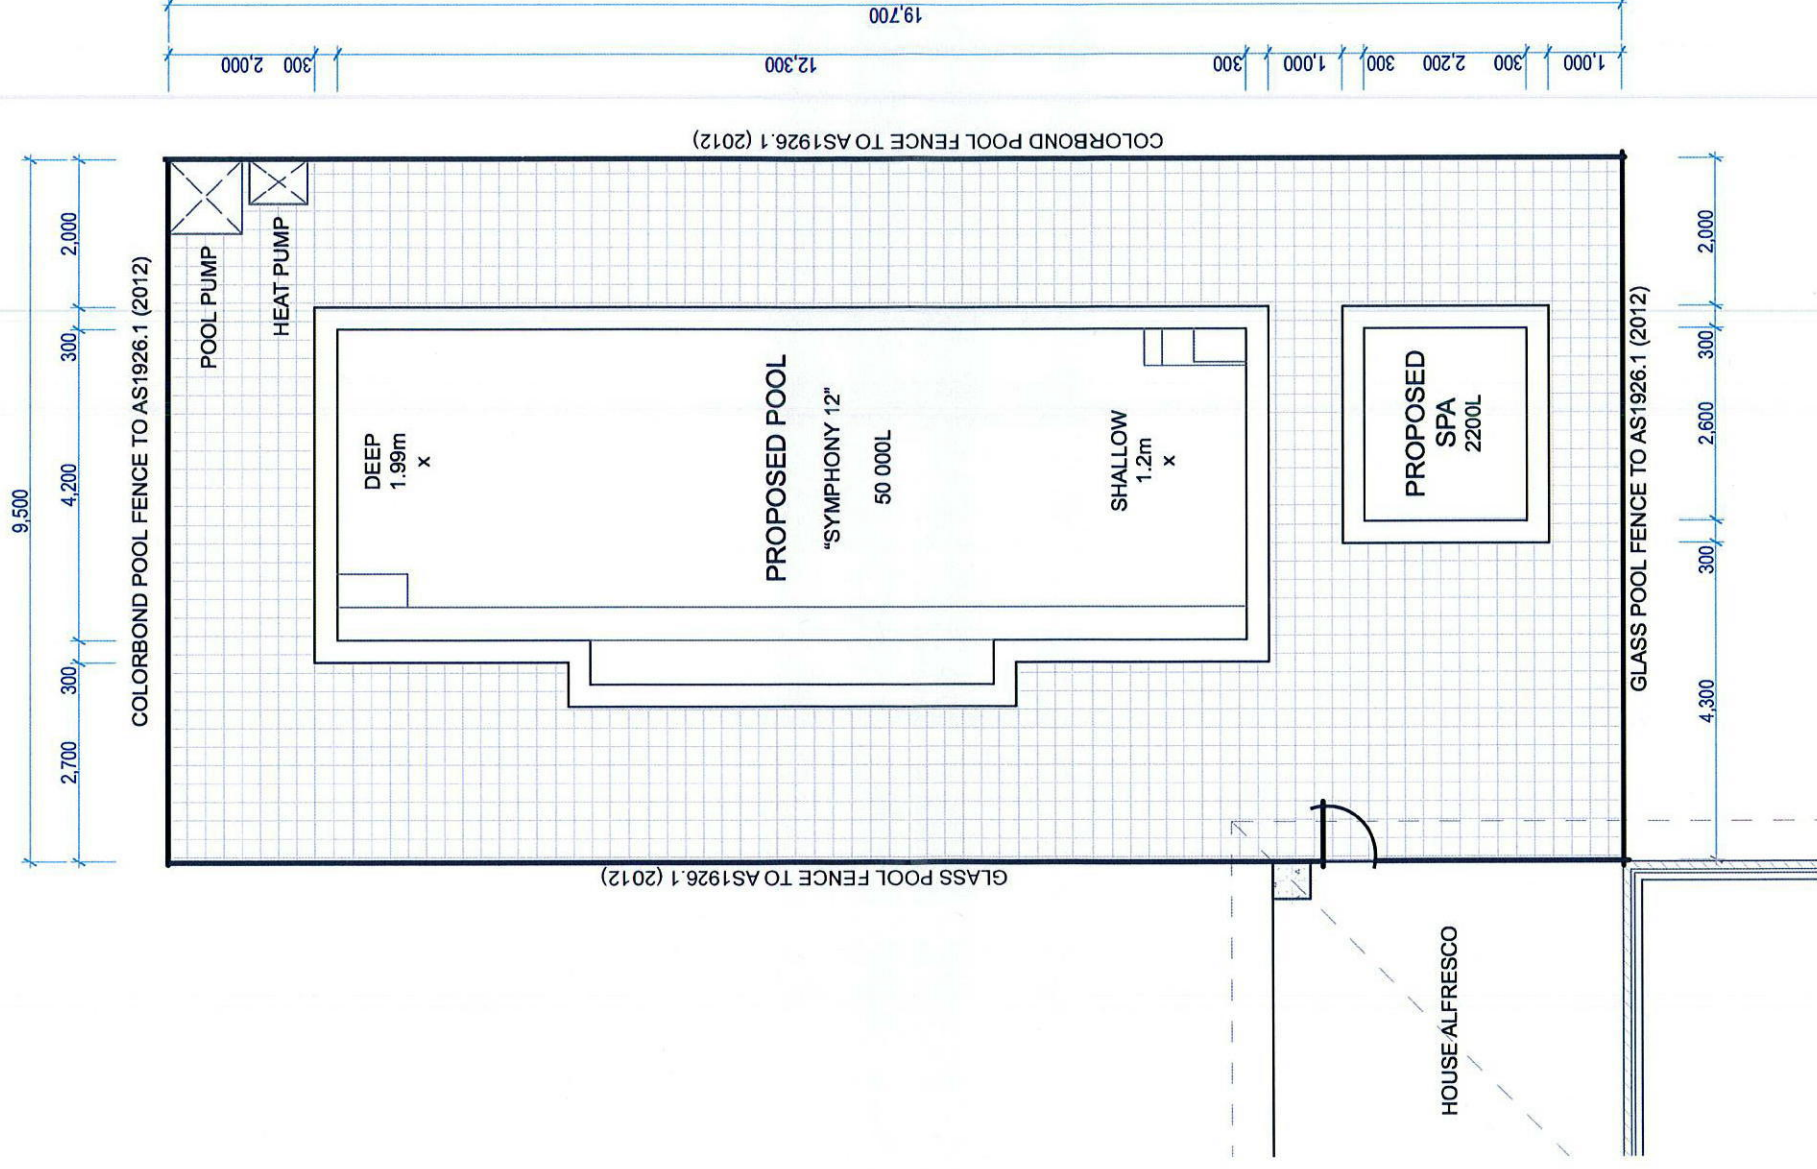 19,700
2,000
300
12,300
300
1,000
300
2,200
300
1,000
COLORBOND POOL FENCE TO AS1926.1 (2012)
9,500
2,000
300
4,200
300
2,700
COLORBOND POOL FENCE TO AS1926.1 (2012)
POOL PUMP
HEAT PUMP
DEEP
1.99m
x
PROPOSED POOL
"SYMPHONY 12"
50 000L
SHALLOW
1.2m
x
PROPOSED
SPA
2200L
GLASS POOL FENCE TO AS1926.1 (2012)
2,000
300
2,600
300
4,300
GLASS POOL FENCE TO AS1926.1 (2012)
HOUSE ALFRESCO